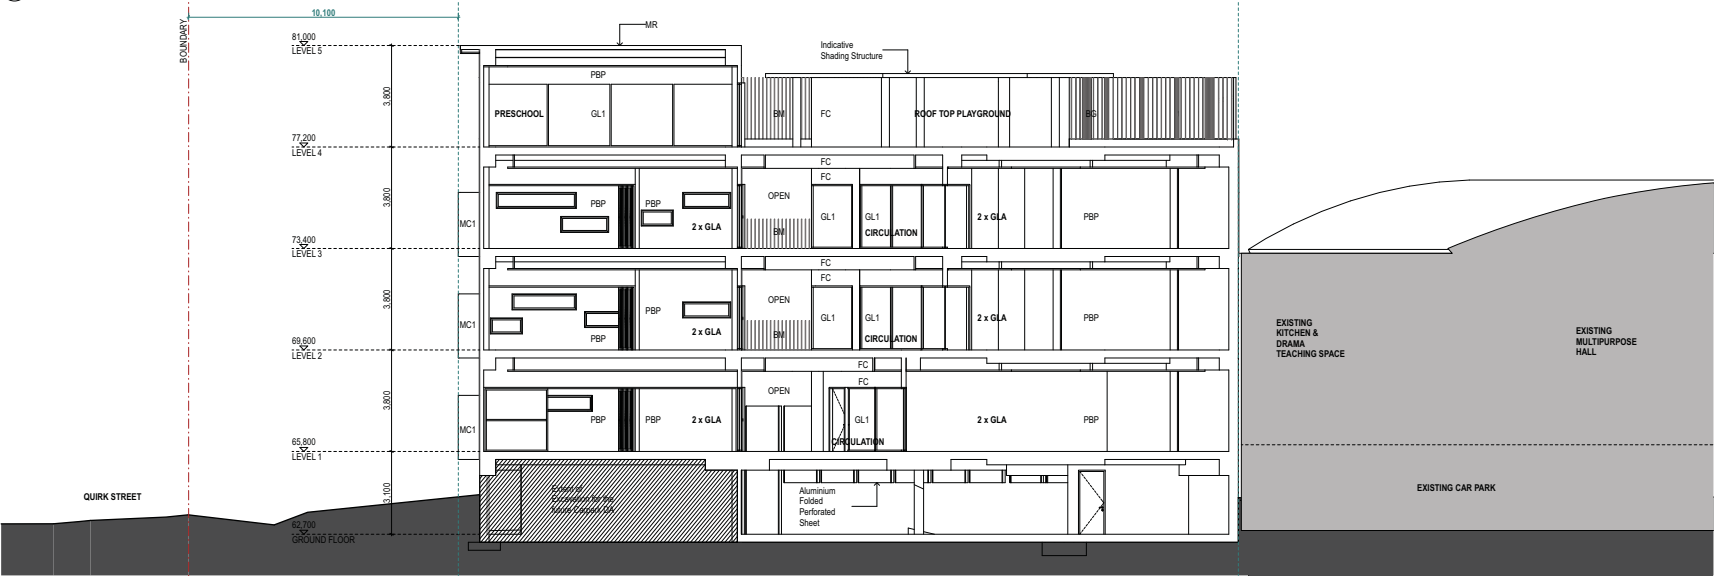 10,100
BOUNDARY
MR
81,000
LEVEL 5
Indicative
Shading Structure
PBP
3,800
PRESCHOOL
GL1
BM
FC
ROOF TOP PLAYGROUND
BG
77,200
LEVEL 4
FC
FC
3,800
OPEN
PBP
PBP
MC1
2 x GLA
BM
GL1
GL1
CIRCULATION
2 x GLA
PBP
73,400
LEVEL 3
FC
FC
3,800
OPEN
PBP
PBP
MC1
2 x GLA
BM
GL1
GL1
CIRCULATION
2 x GLA
PBP
EXISTING
KITCHEN &
DRAMA
TEACHING SPACE
EXISTING
MULTIPURPOSE
HALL
69,600
LEVEL 2
FC
FC
3,800
OPEN
MC1
PBP
PBP
2 x GLA
GL1
CIRCULATION
2 x GLA
PBP
65,800
LEVEL 1
3,100
QUIRK STREET
Extent of
Excavation for the
future Carpark DA
Aluminium
Folded
Perforated
Sheet
EXISTING CAR PARK
62,700
GROUND FLOOR